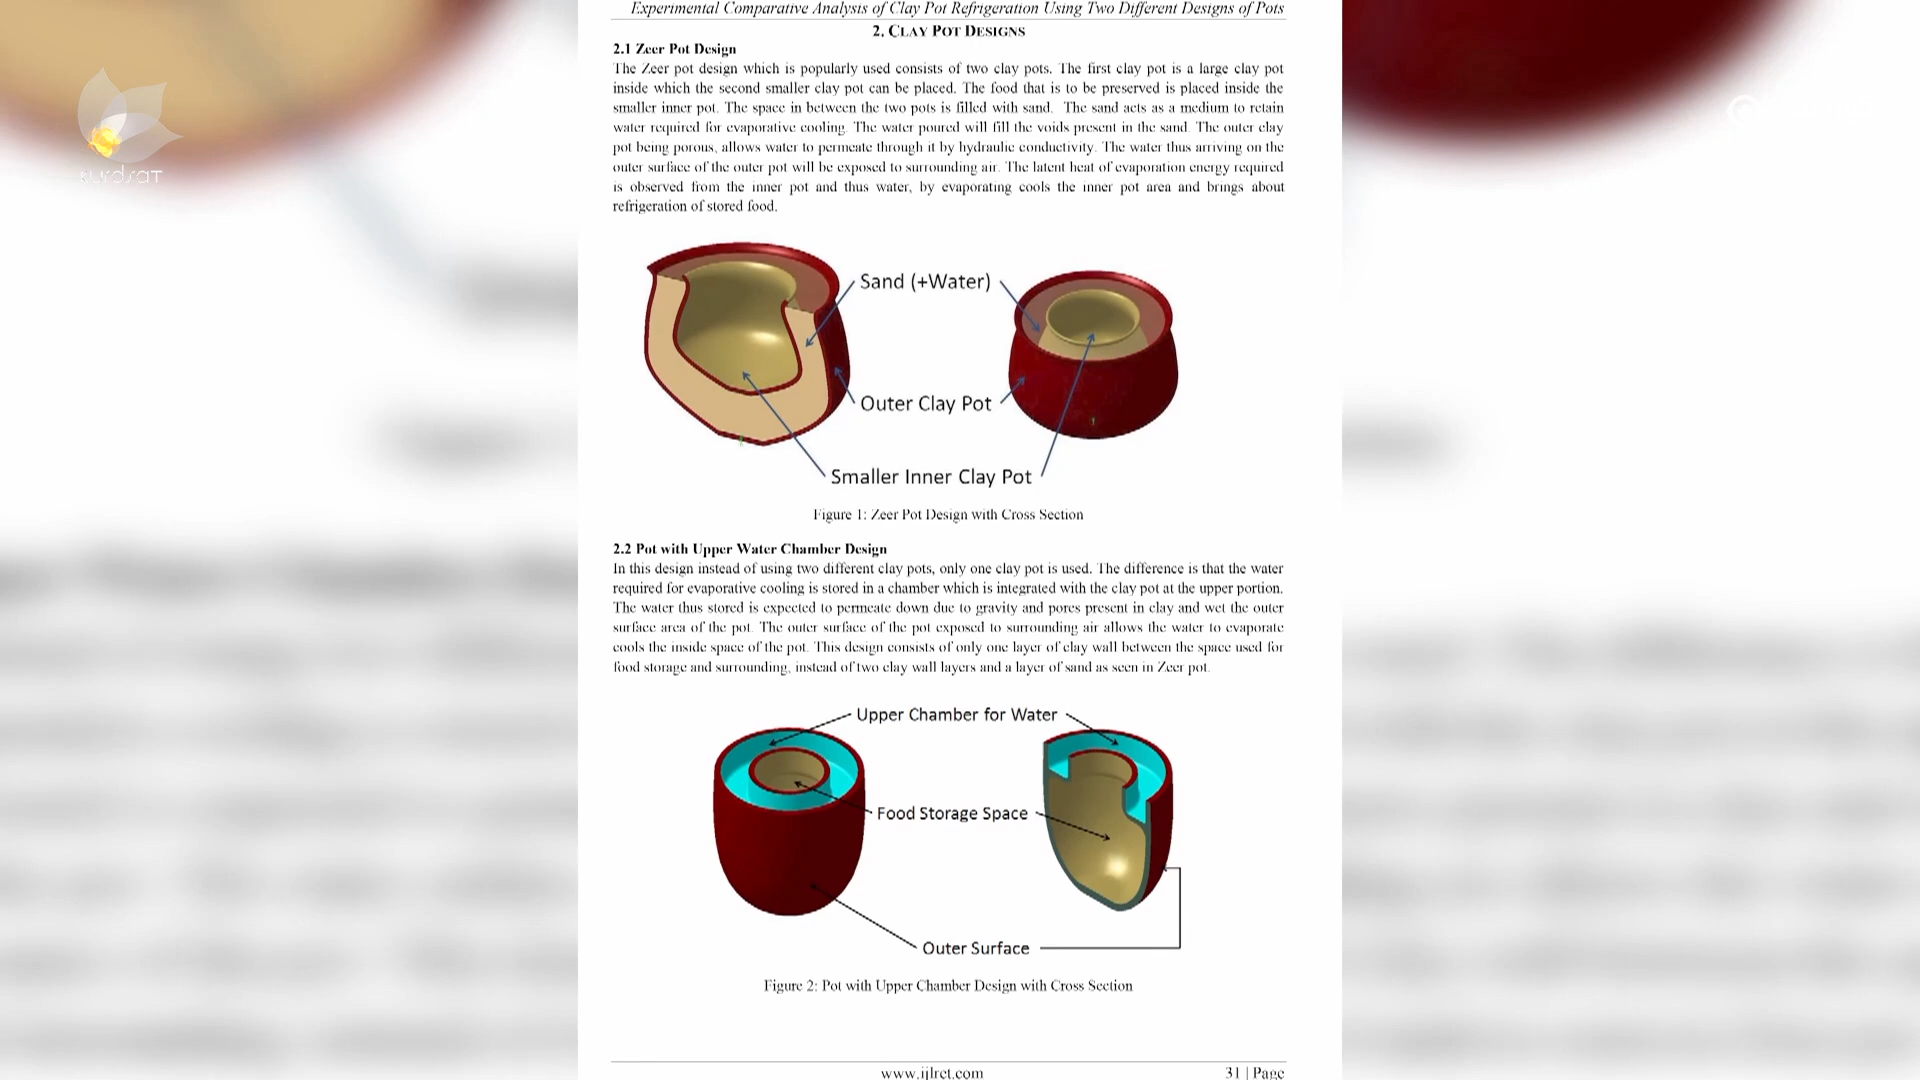 Experimental Comparative Analysis of Clay Pot Refrigeration Using Two Different Designs of Pots
2. CLAY POT DESIGNS
2.1 Zeer Pot Design
The Zeer pot design which is popularly used consists of two clay pots. The first clay pot is a large clay pot
inside which the second smaller clay pot can be placed. The food that is to be preserved is placed inside the
smaller inner pot. The space in between the two pots is filled with sand. The sand acts as a medium to retain
water required for evaporative cooling. The water poured will fill the voids present in the sand. The outer clay
pot being porous, allows water to permeate through it by hydraulic conductivity. The water thus arriving on the
outer surface of the outer pot will be exposed to surrounding air. The latent heat of evaporation energy required
is observed from the inner pot and thus water, by evaporating cools the inner pot area and brings about
refrigeration of stored food.
Sand (+Water)
Outer Clay Pot
Smaller Inner Clay Pot
Figure 1: Zeer Pot Design with Cross Section
2.2 Pot with Upper Water Chamber Design
In this design instead of using two different clay pots, only one clay pot is used. The difference is that the water
required for evaporative cooling is stored in a chamber which is integrated with the clay pot at the upper portion.
The water thus stored is expected to permeate down due to gravity and pores present in clay and wet the outer
surface area of the pot. The outer surface of the pot exposed to surrounding air allows the water to evaporate
cools the inside space of the pot. This design consists of only one layer of clay wall between the space used for
food storage and surrounding, instead of two clay wall layers and a layer of sand as seen in Zeer pot.
Upper Chamber for Water
Food Storage Space
Outer Surface
Figure 2: Pot with Upper Chamber Design with Cross Section
www.ijlret.com
31 | Page
KURDSAT